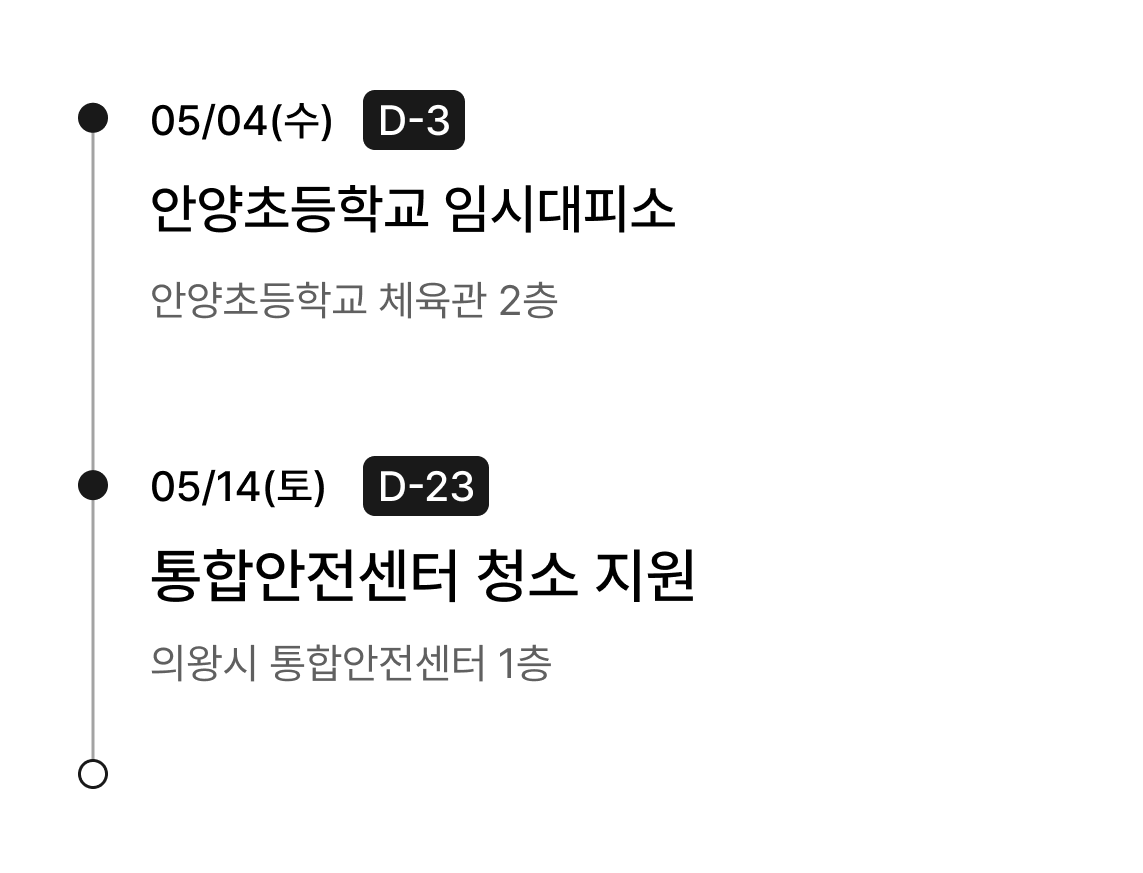 05/04(수) D-3
안양초등학교 임시대피소
안양초등학교 체육관 2층
05/14(토) D-23
통합안전센터 청소 지원
의왕시 통합안전센터 1층